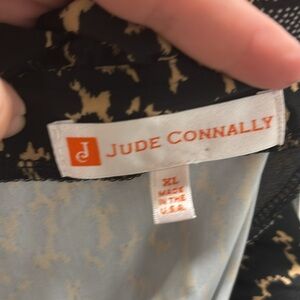 J JUDE CONNALLY
XL
MADE
IN THE
U.S.A.